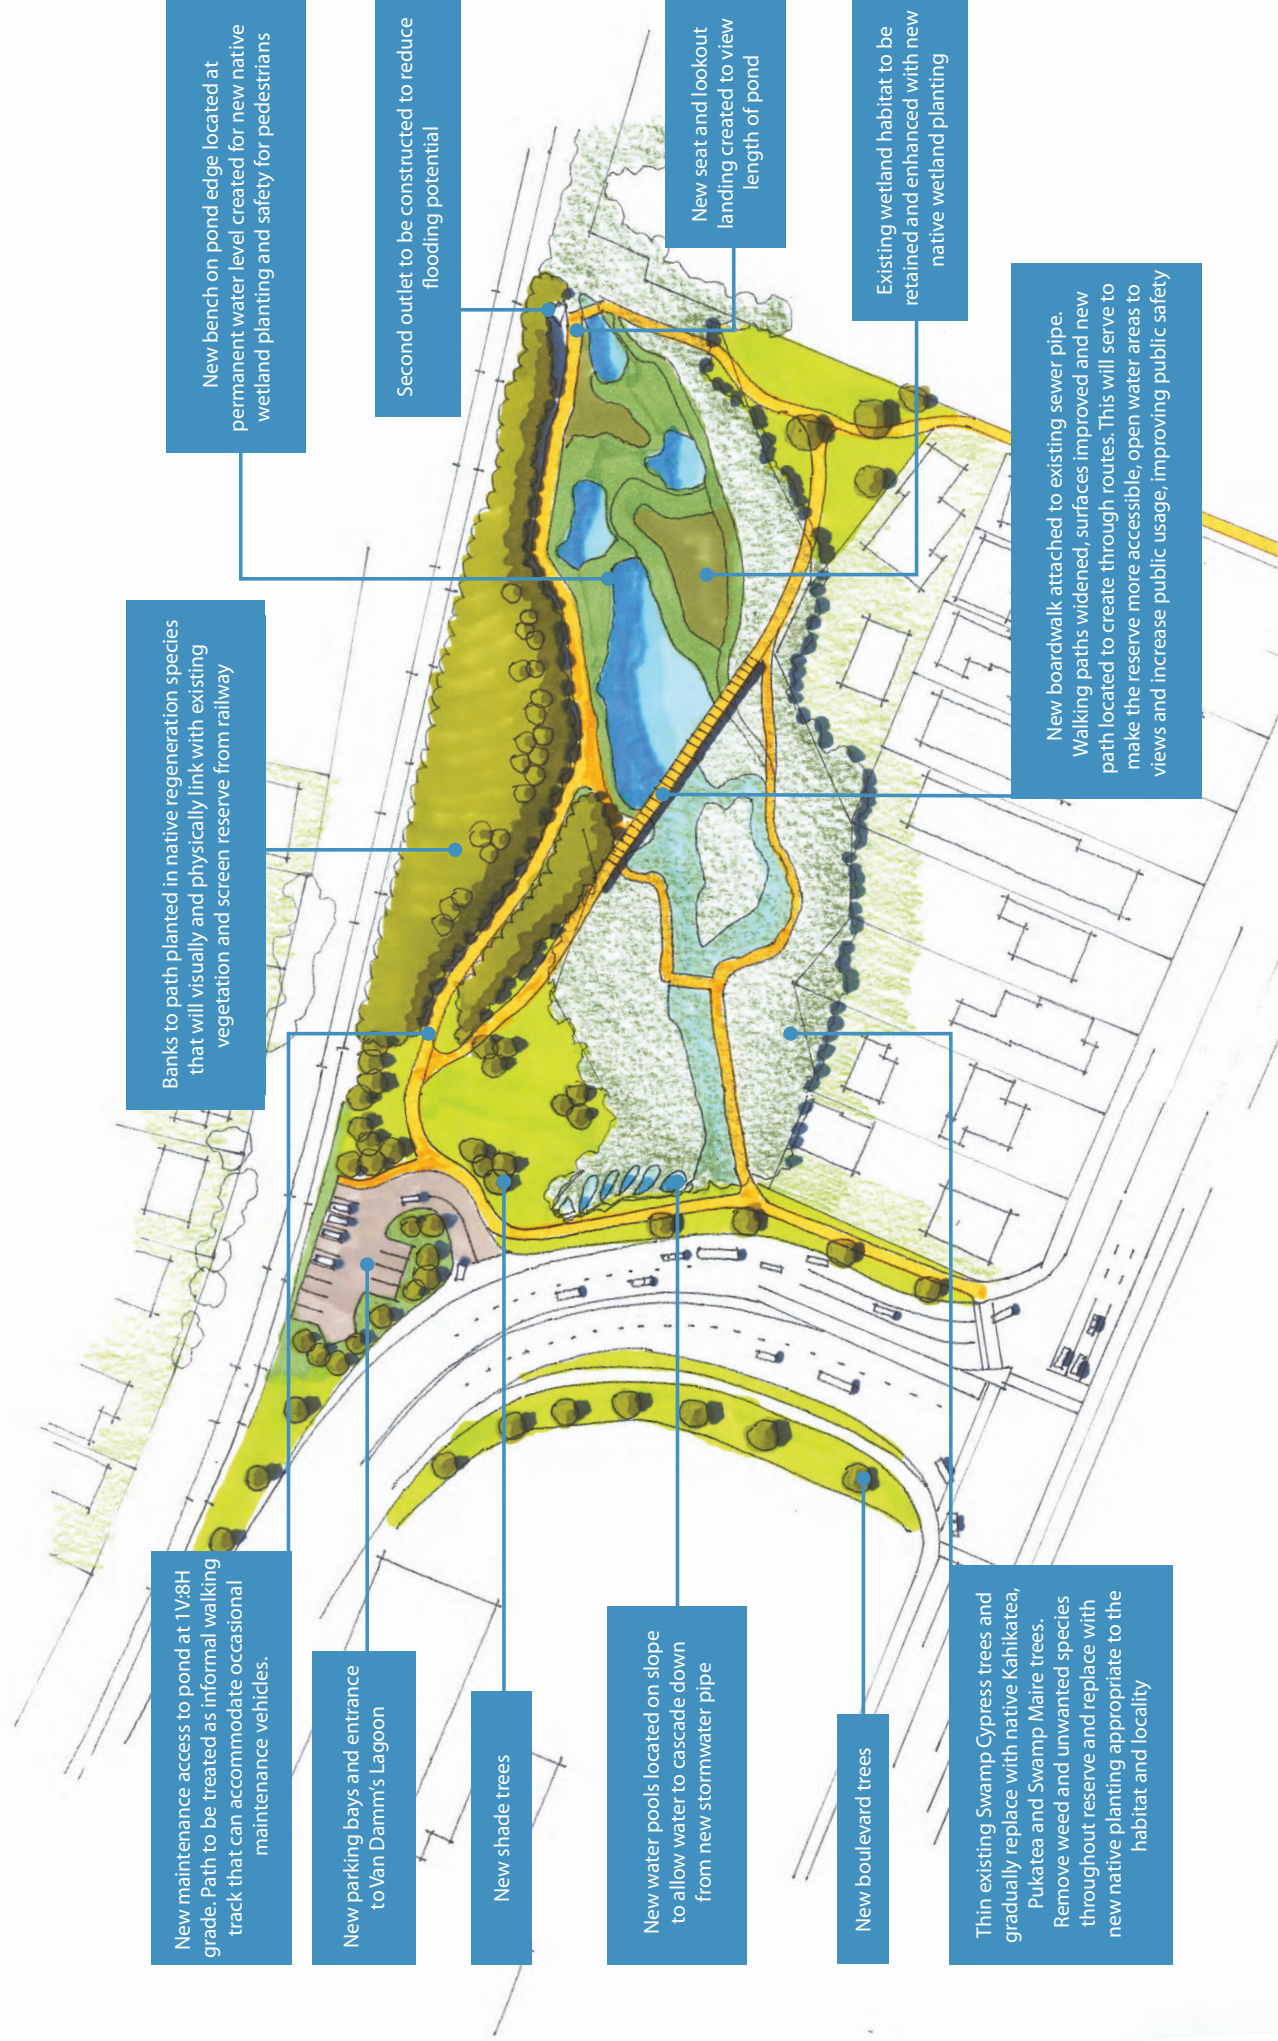 New maintenance access to pond at 1V:8H
grade. Path to be treated as informal walking
track that can accommodate occasional
maintenance vehicles.
Banks to path planted in native regeneration species
that will visually and physically link with existing
vegetation and screen reserve from railway
New bench on pond edge located at
permanent water level created for new native
wetland planting and safety for pedestrians
New parking bays and entrance
to Van Damm's Lagoon
Second outlet to be constructed to reduce
flooding potential
New shade trees
New water pools located on slope
to allow water to cascade down
from new stormwater pipe
New seat and lookout
landing created to view
length of pond
New boulevard trees
Existing wetland habitat to be
retained and enhanced with new
native wetland planting
Thin existing Swamp Cypress trees and
gradually replace with native Kahikatea,
Pukatea and Swamp Maire trees.
Remove weed and unwanted species
throughout reserve and replace with
new native planting appropriate to the
habitat and locality
New boardwalk attached to existing sewer pipe.
Walking paths widened, surfaces improved and new
path located to create through routes. This will serve to
make the reserve more accessible, open water areas to
views and increase public usage, improving public safety